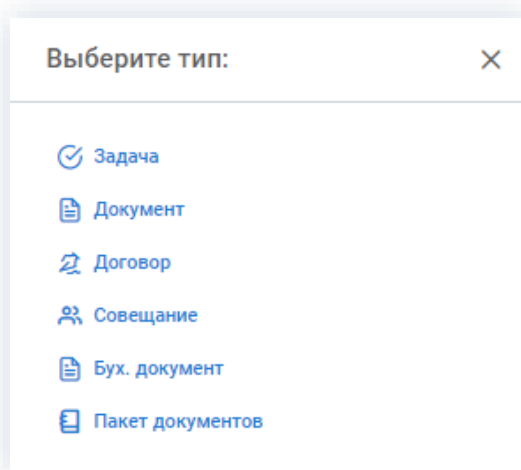 Выберите тип:
Задача
Документ
Договор
Совещание
Бух. документ
Пакет документов